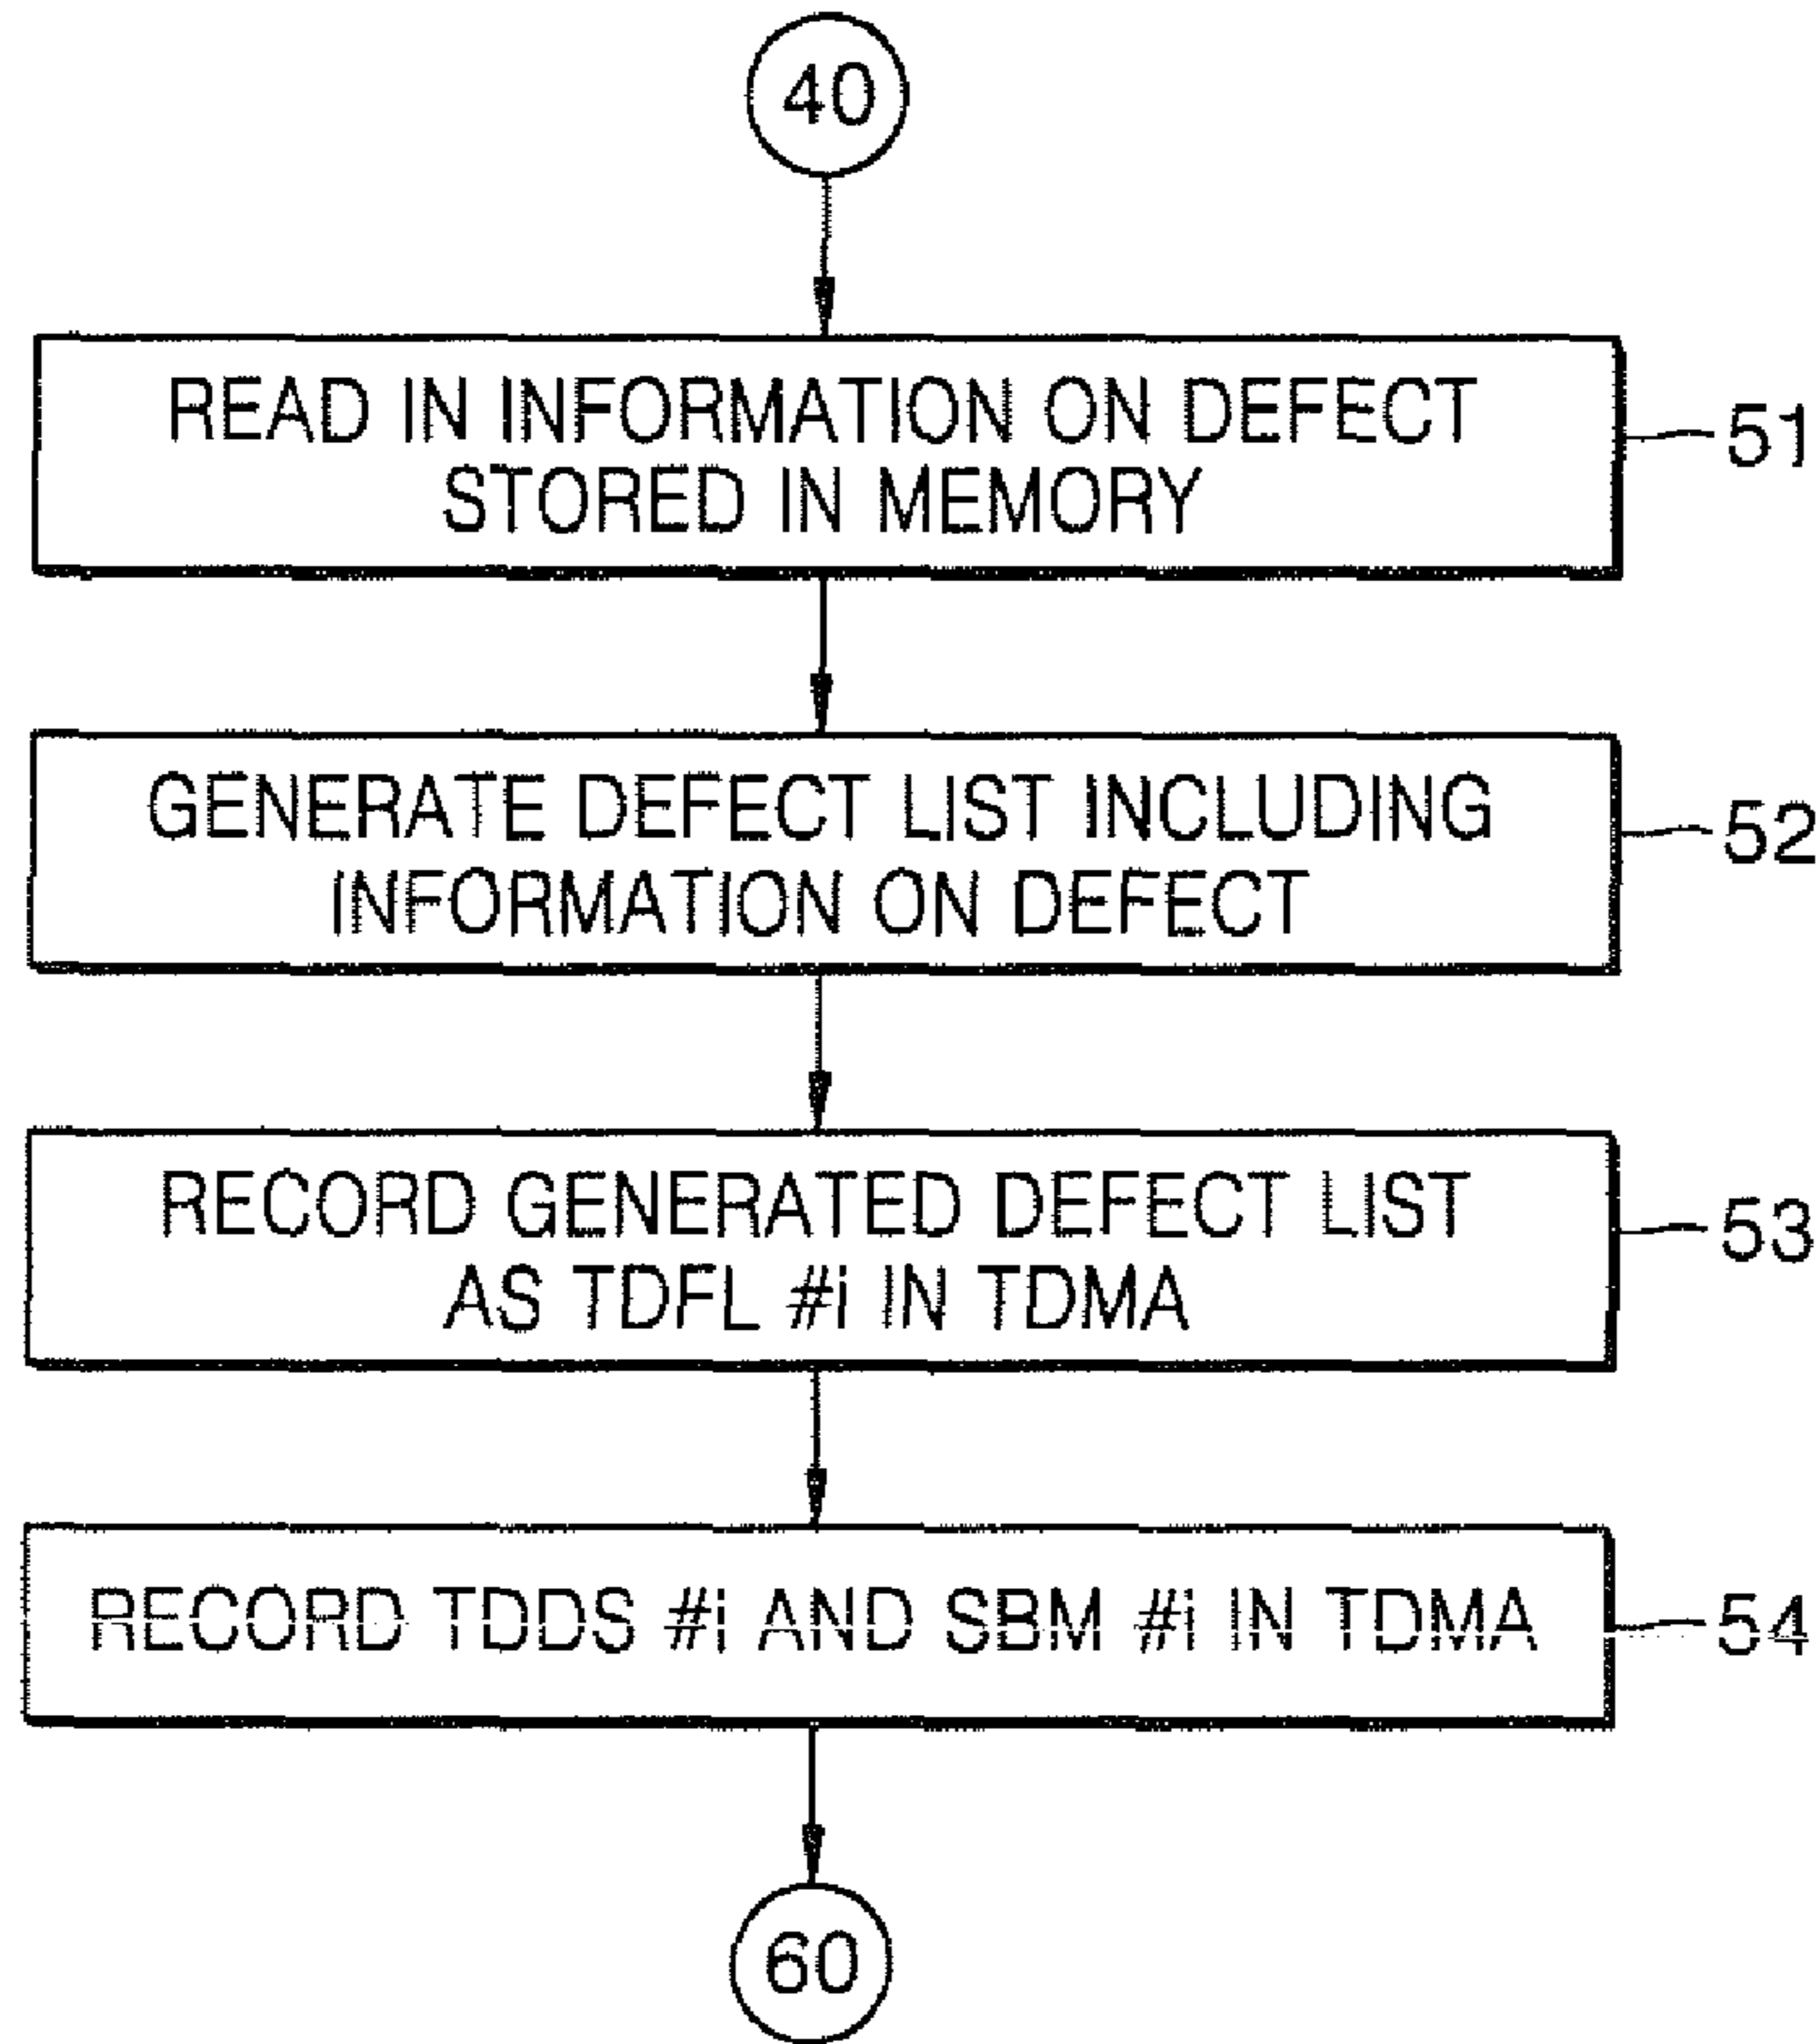 40
READ IN INFORMATION ON DEFECT
STORED IN MEMORY
51
GENERATE DEFECT LIST INCLUDING
INFORMATION ON DEFECT
52
RECORD GENERATED DEFECT LIST
AS TDFL #i IN TDMA
53
RECORD TDDS #i AND SBM #i IN TDMA
54
60